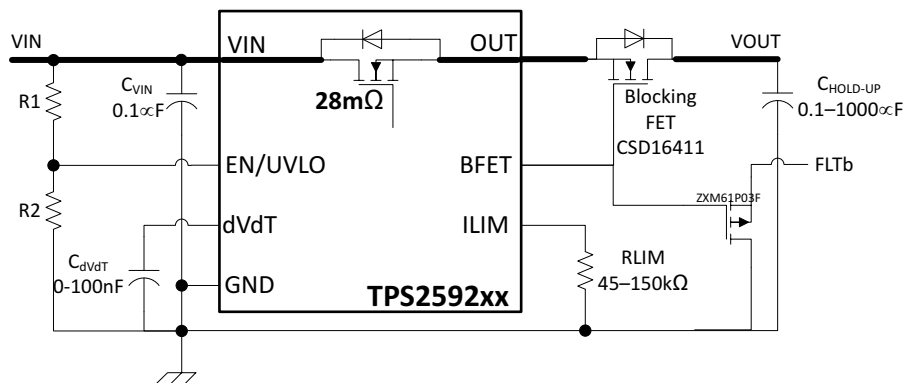 VIN
VIN
OUT
VOUT
R1
CVIN
0.1∝F
28mΩ
Blocking
FET
CSD16411
CHOLD-UP
0.1–1000∝F
EN/UVLO
BFET
FLTb
ZXM61P03F
R2
dVdT
ILIM
CdVdT
0-100nF
RLIM
45–150kΩ
GND
TPS2592xx